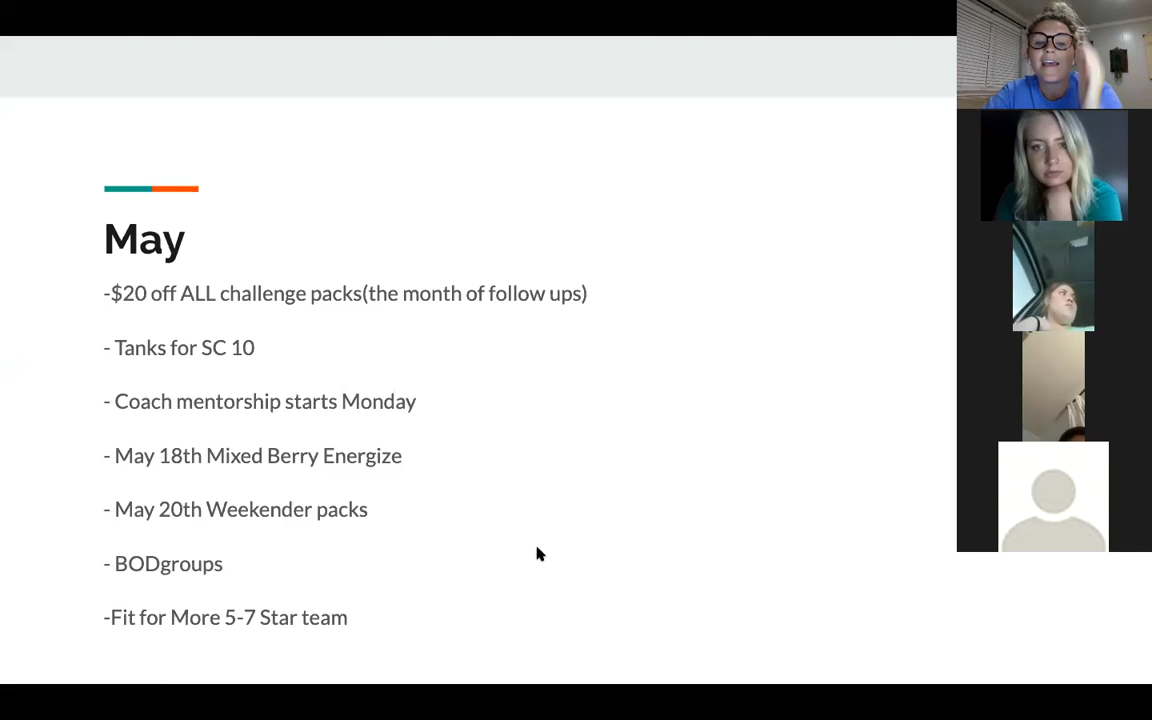 May
-$20 off ALL challenge packs(the month of follow ups)
- Tanks for SC 10
- Coach mentorship starts Monday
- May 18th Mixed Berry Energize
- May 20th Weekender packs
- BODgroups
-Fit for More 5-7 Star team